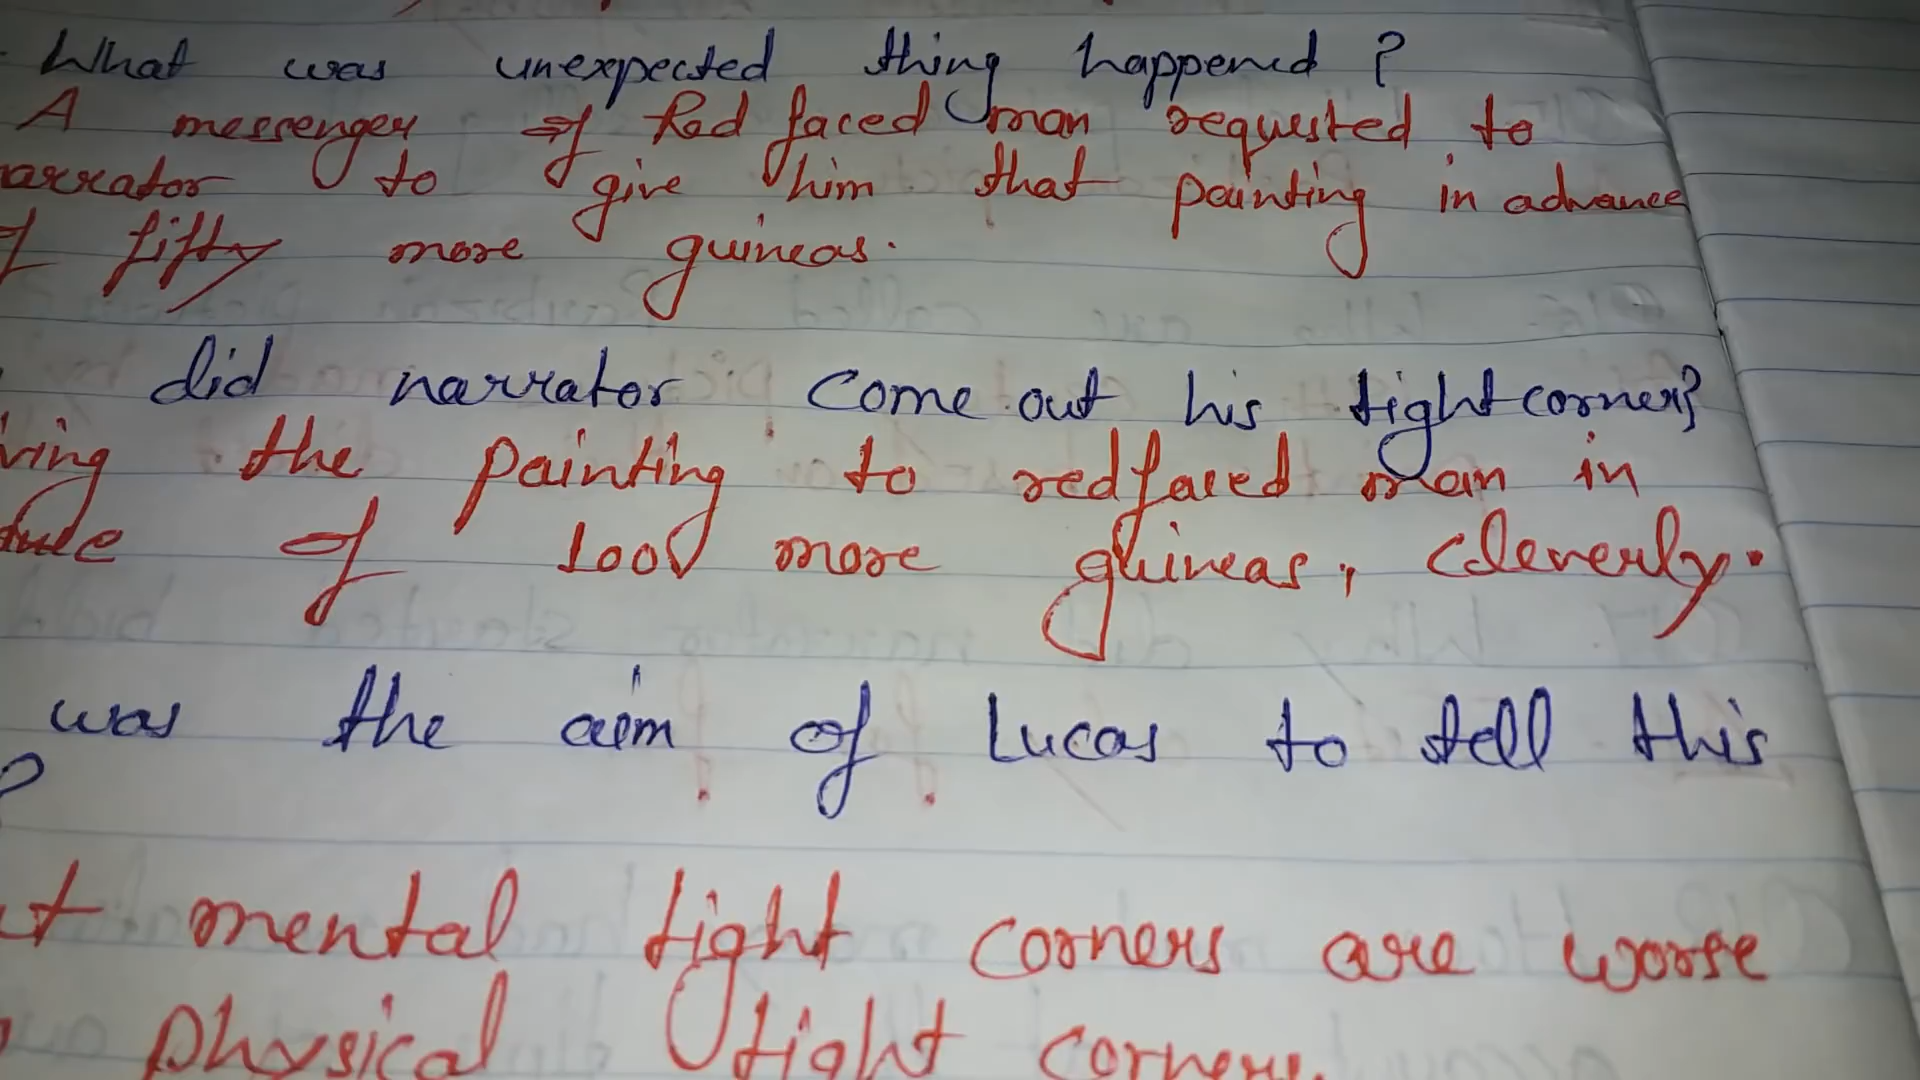 What was unexpected thing happened ?
A messenger of Red faced man requested to
arrator to give him that painting in advance
of fifty more guineas.
did narrator come out his tight corner?
ving the painting to redfaced man in
of 100 more guineas, cleverly.
was the aim of Lucas to tell this
?
t mental tight corners are worse
physical tight corners.